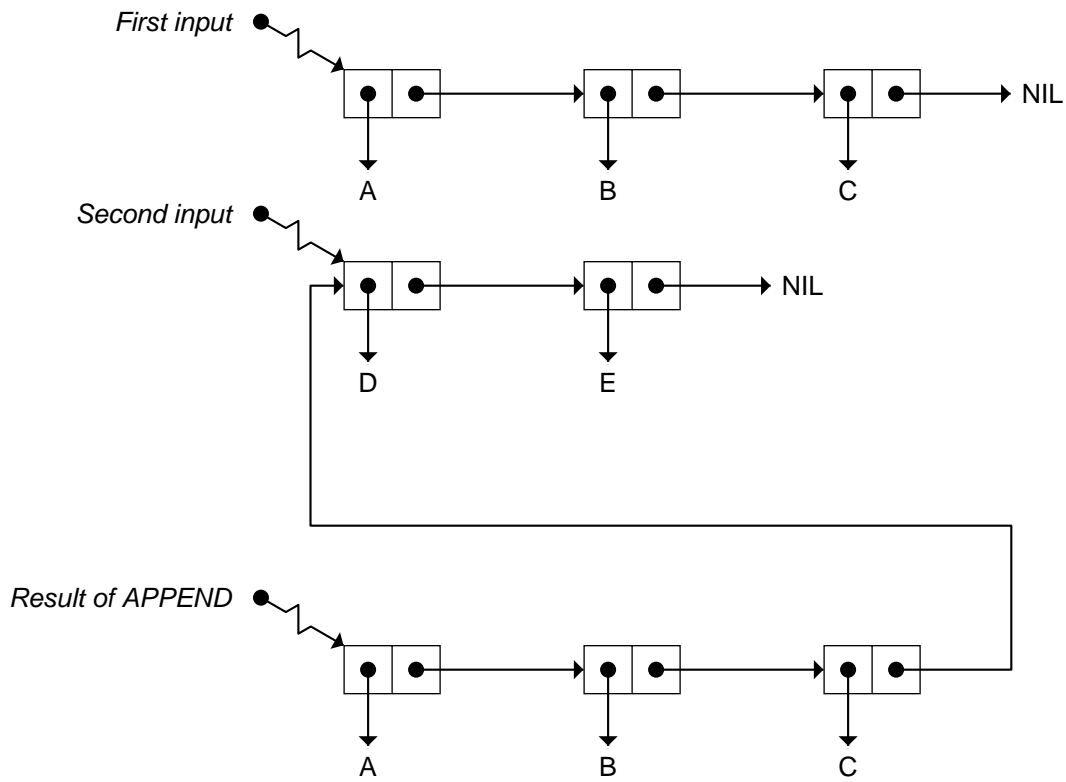 First input
NIL
A B C
Second input
NIL
D E
Result of APPEND
A B C